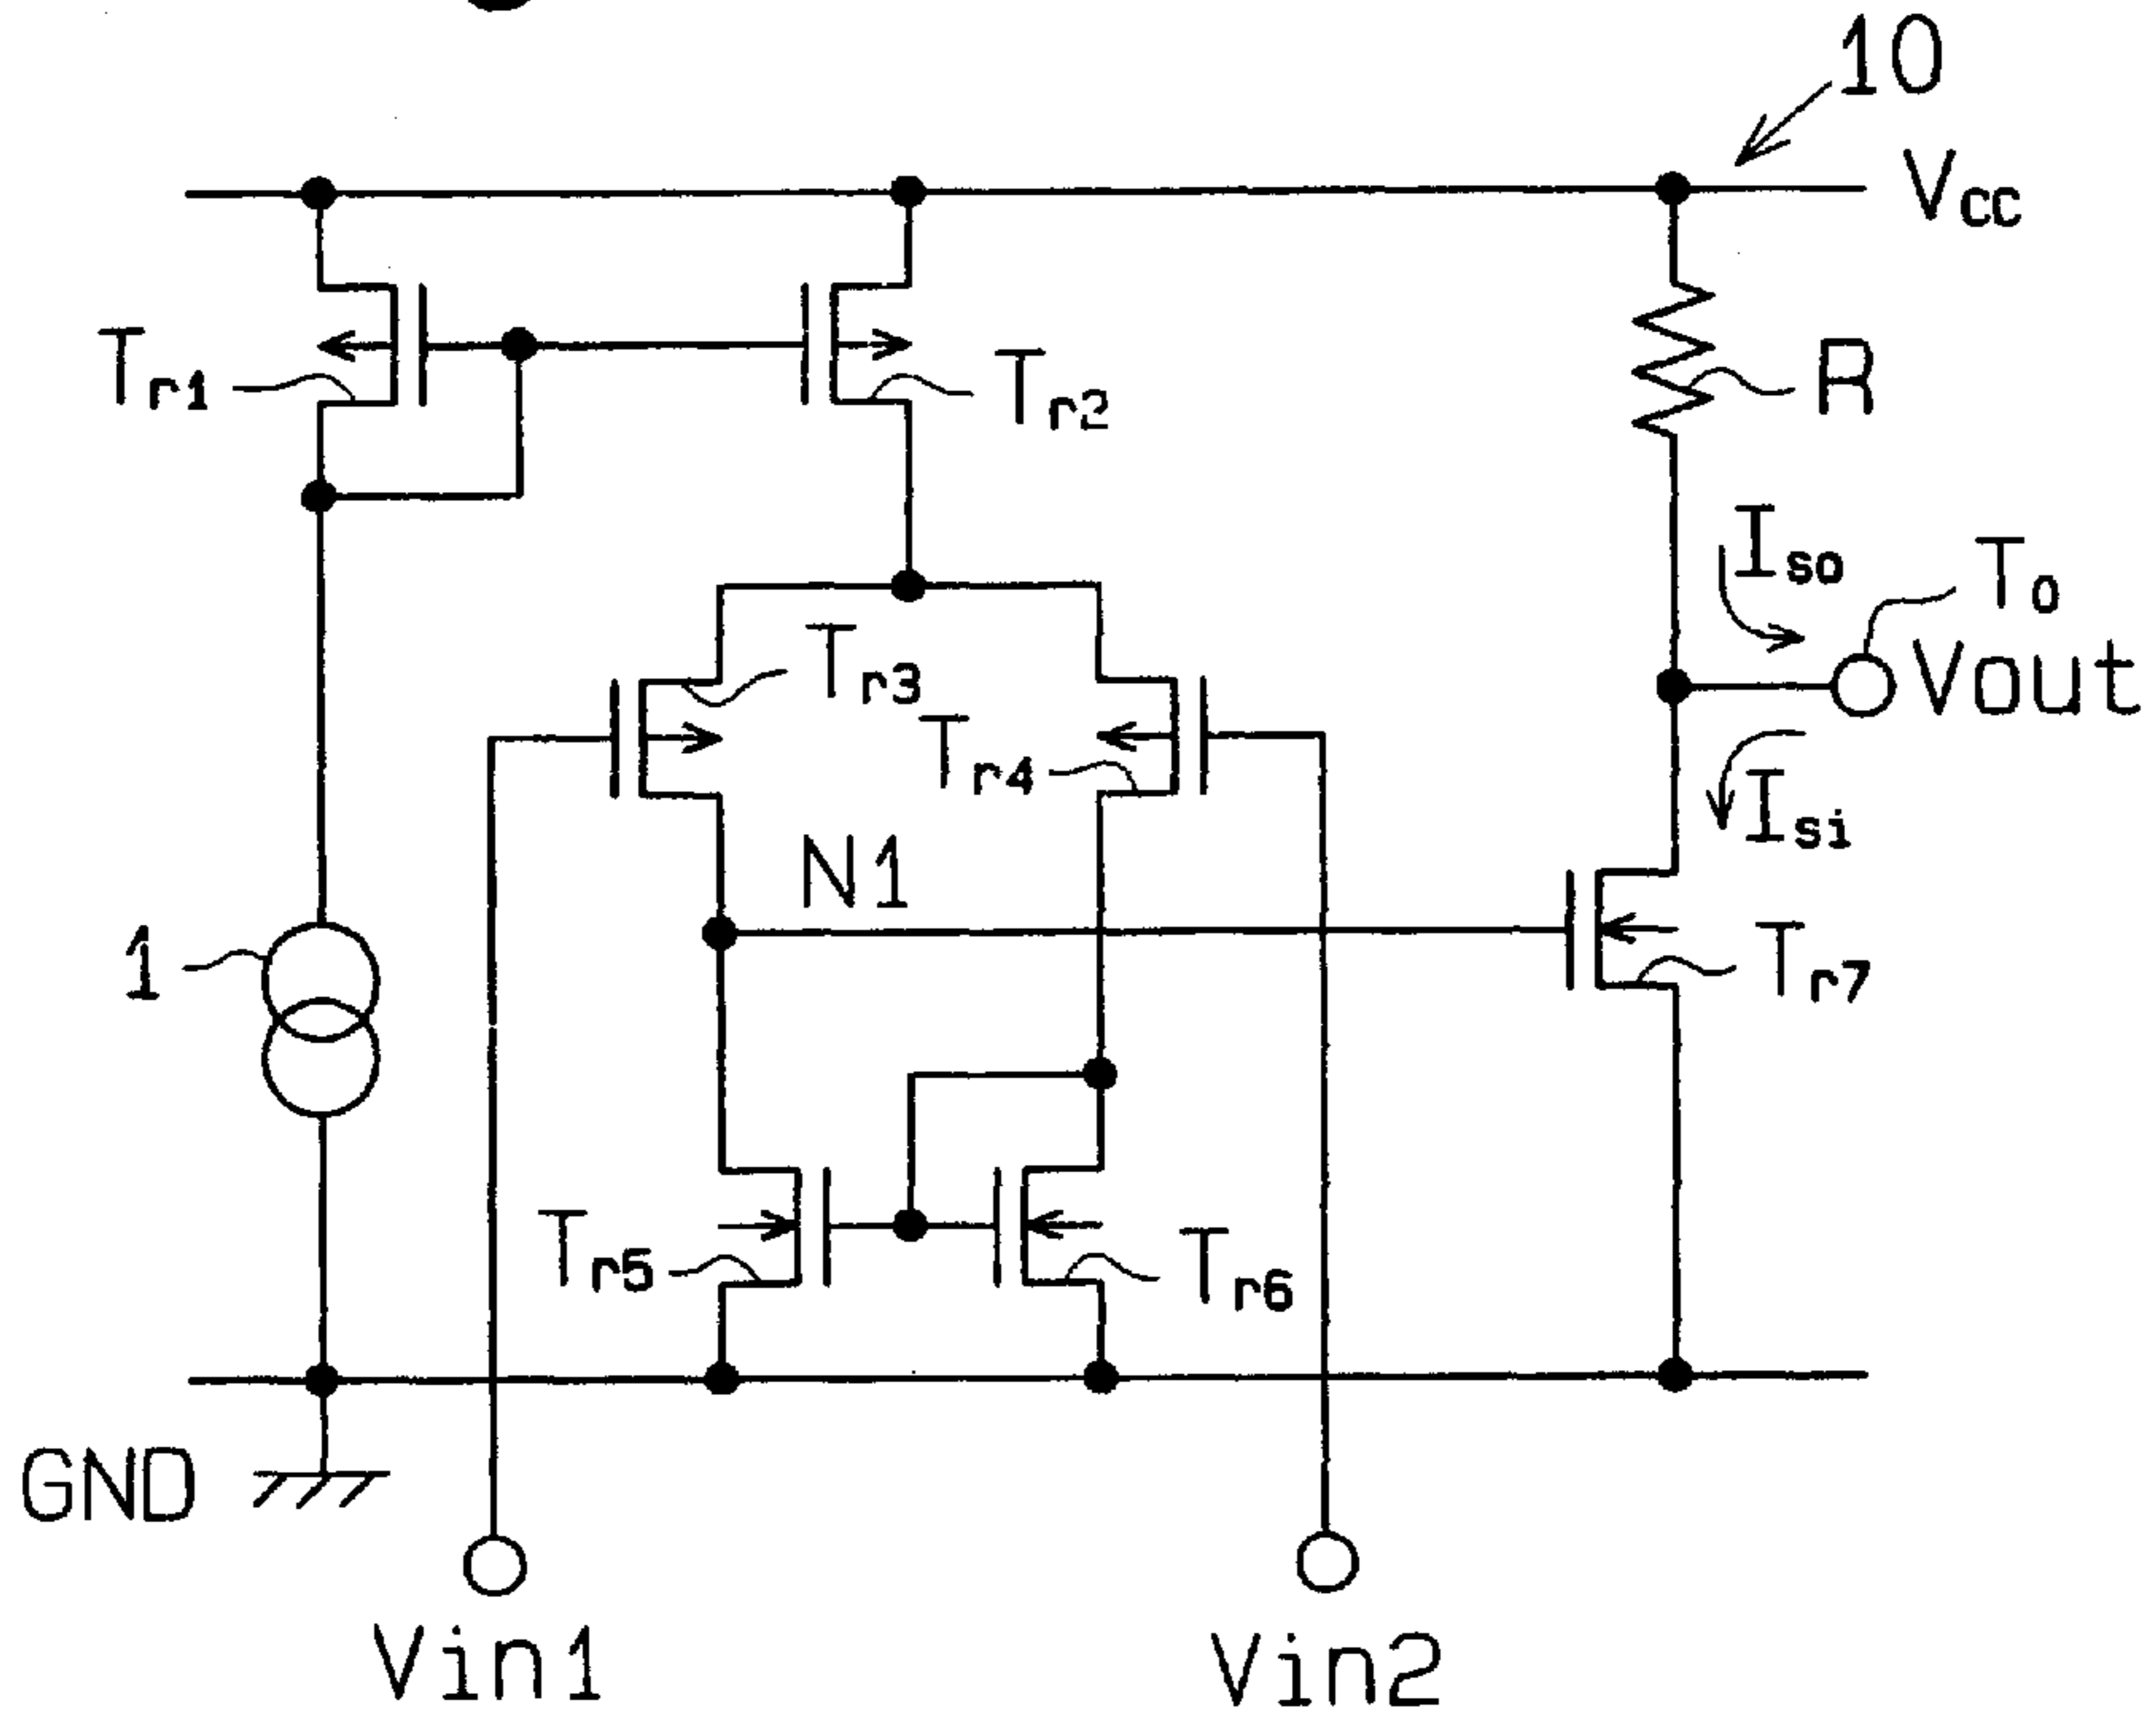 10
Vcc
Tr1
Tr2
R
Iso
To
Tr3
Vout
Tr4
Isi
N1
1
Tr7
Tr5
Tr6
GND
Vin1
Vin2